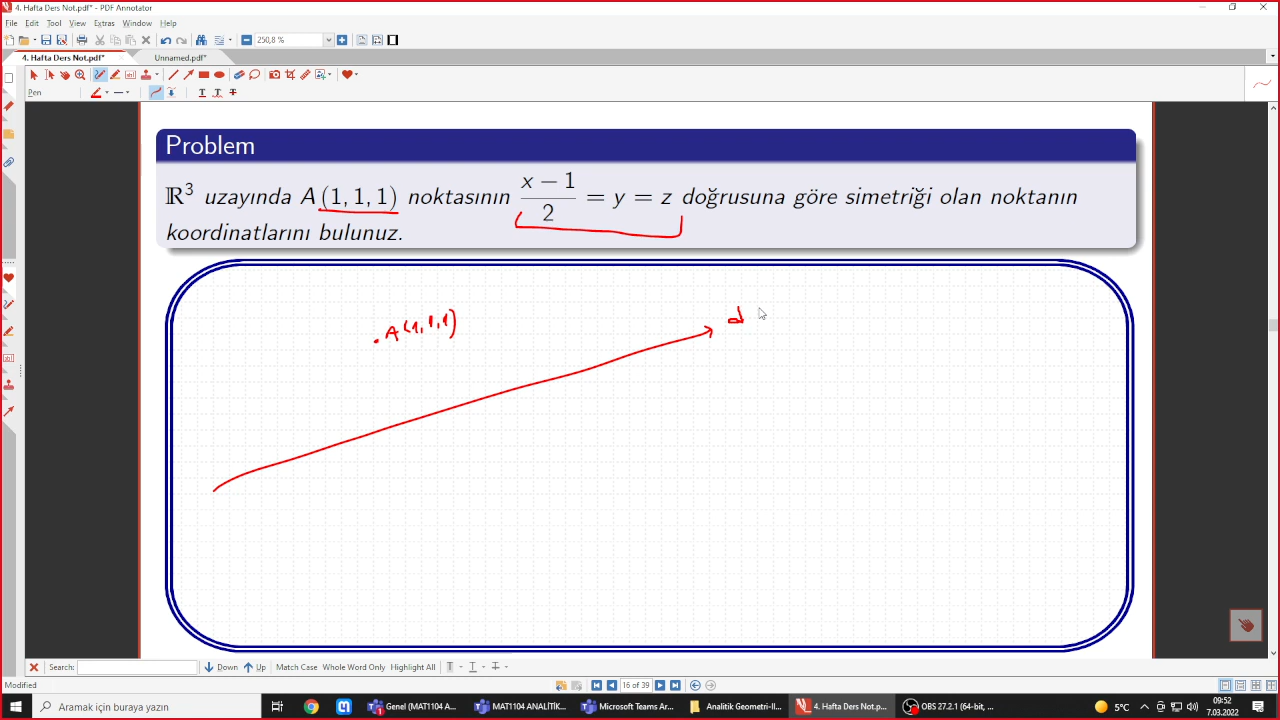 4. Hafta Ders Not.pdf* - PDF Annotator
File Edit Tool View Extras Window Help
250,8 %
4. Hafta Ders Not.pdf* Unnamed.pdf*
Pen
Problem
ℝ³ uzayında A (1, 1, 1) noktasının (x − 1)/2 = y = z doğrusuna göre simetriği olan noktanın
koordinatlarını bulunuz.
A(1,1,1)
d
Search: Down Up Match Case Whole Word Only Highlight All
Modified 16 of 39
Aramak için buraya yazın
Genel (MAT1104 A... MAT1104 ANALİTİK... Microsoft Teams Ar... Analitik Geometri-II... 4. Hafta Ders Not.p... OBS 27.2.1 (64-bit, ...
5°C
09:52
7.03.2022